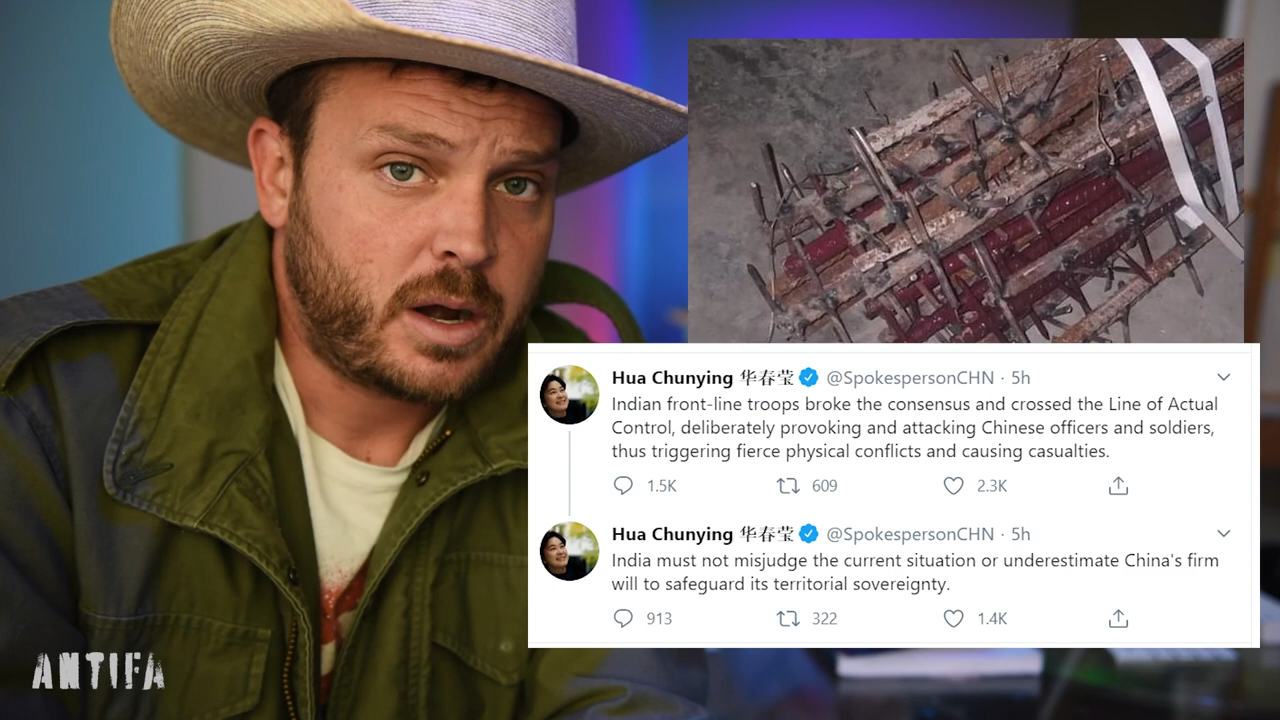 Hua Chunying 华春莹 @SpokespersonCHN · 5h
Indian front-line troops broke the consensus and crossed the Line of Actual
Control, deliberately provoking and attacking Chinese officers and soldiers,
thus triggering fierce physical conflicts and causing casualties.
1.5K 609 2.3K
Hua Chunying 华春莹 @SpokespersonCHN · 5h
India must not misjudge the current situation or underestimate China's firm
will to safeguard its territorial sovereignty.
913 322 1.4K
ANTIFA